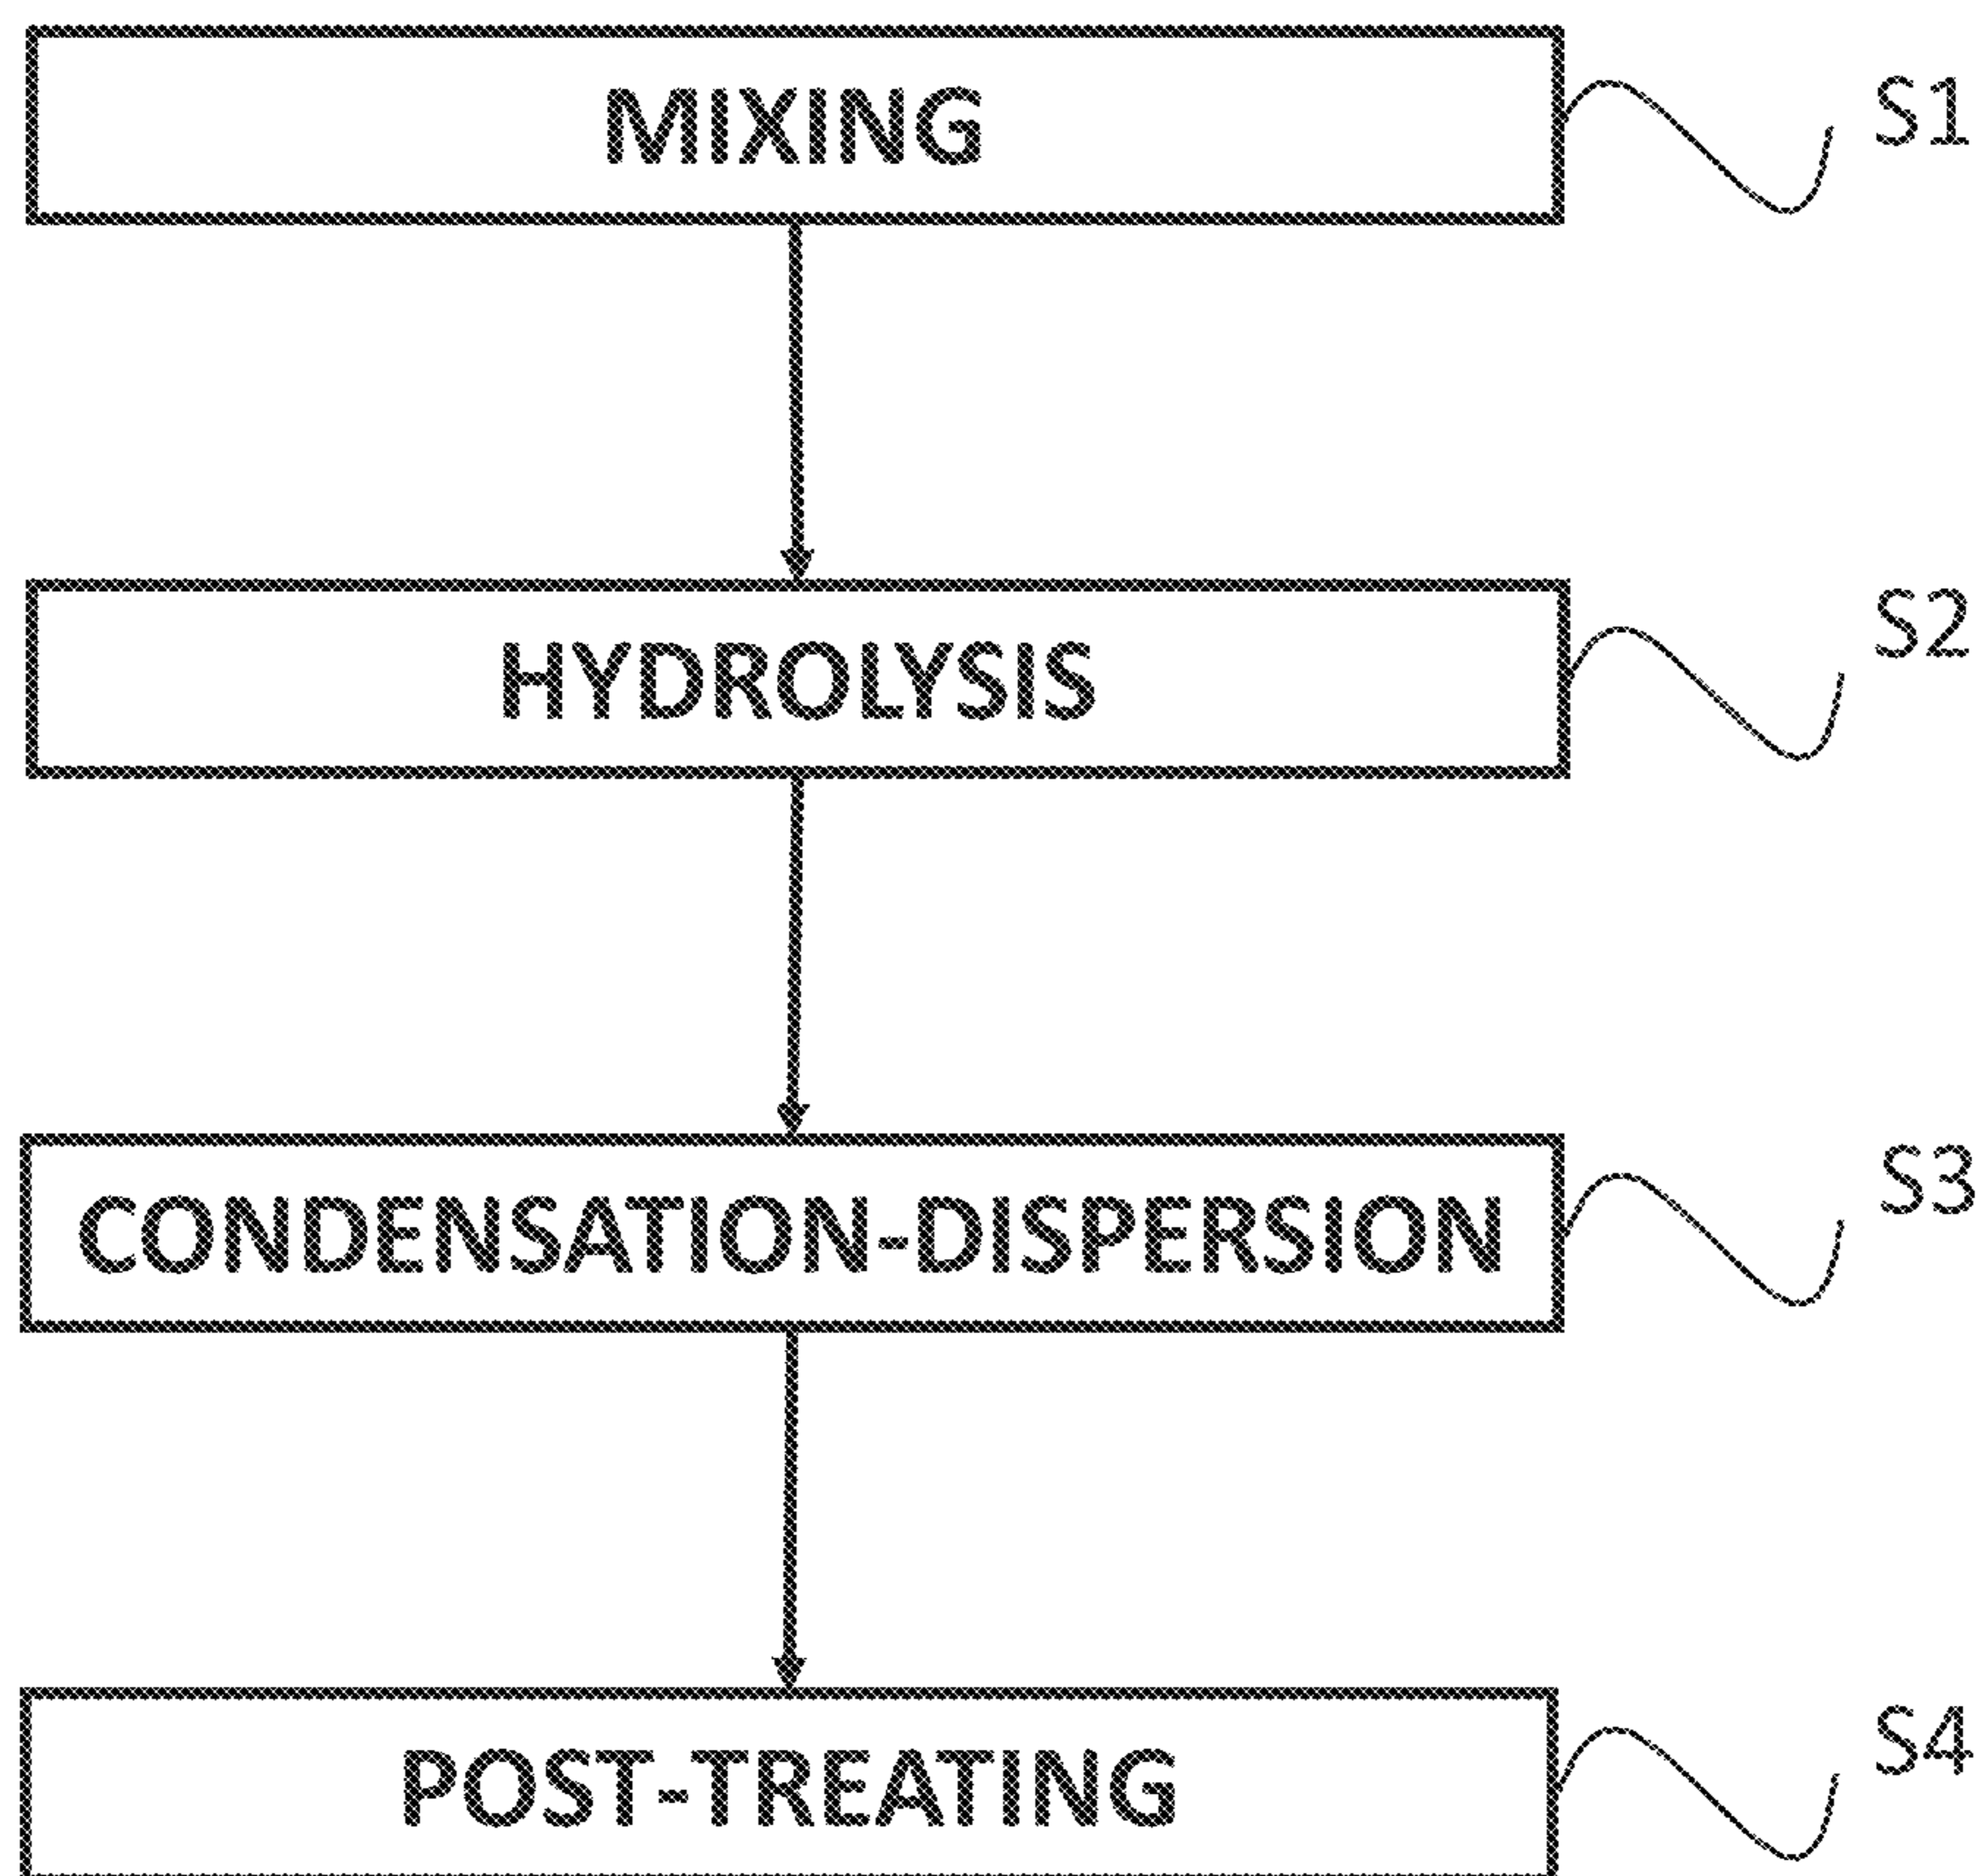 MIXING S1
HYDROLYSIS S2
CONDENSATION-DISPERSION S3
POST-TREATING S4